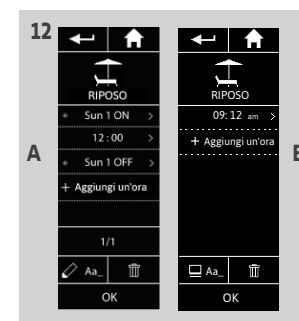 12
RIPOSO
Sun 1 ON >
12 : 00 >
Sun 1 OFF >
+ Aggiungi un'ora
1/1
Aa_
OK
A
RIPOSO
09: 12 am >
+ Aggiungi un'ora
Aa_
OK